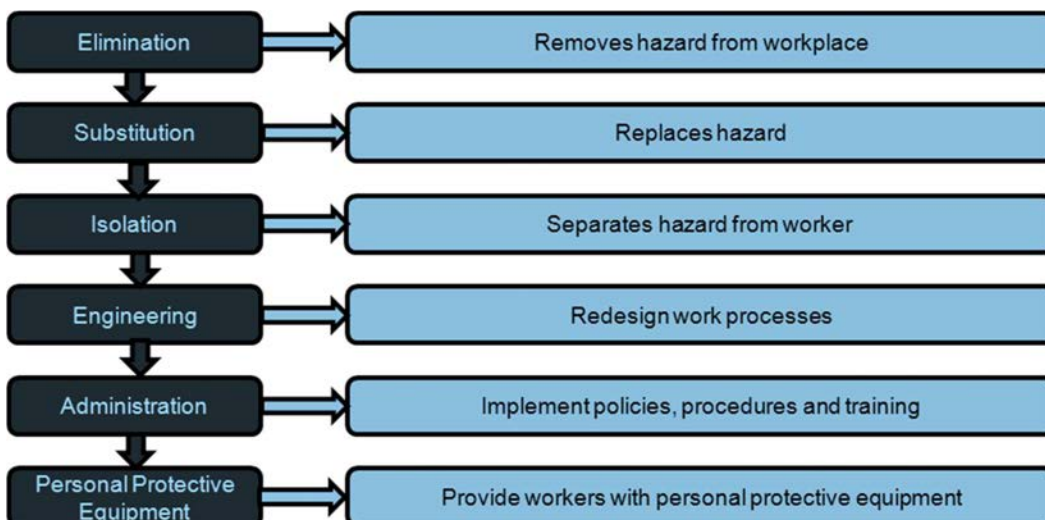 Elimination
Removes hazard from workplace
Substitution
Replaces hazard
Isolation
Separates hazard from worker
Engineering
Redesign work processes
Administration
Implement policies, procedures and training
Personal Protective
Equipment
Provide workers with personal protective equipment